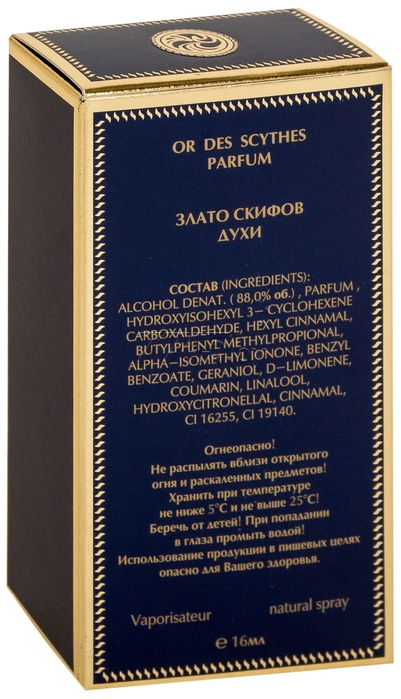 OR DES SCYTHES
PARFUM
ЗЛАТО СКИФОВ
ДУХИ
СОСТАВ (INGREDIENTS):
ALCOHOL DENAT. ( 88,0% об.) , PARFUM ,
HYDROXYISOHEXYL 3– CYCLOHEXENE
CARBOXALDEHYDE, HEXYL CINNAMAL,
BUTYLPHENYL METHYLPROPIONAL,
ALPHA–ISOMETHYL IONONE, BENZYL
BENZOATE, GERANIOL, D–LIMONENE,
COUMARIN, LINALOOL,
HYDROXYCITRONELLAL, CINNAMAL,
CI 16255, CI 19140.
Огнеопасно!
Не распылять вблизи открытого
огня и раскаленных предметов!
Хранить при температуре
не ниже 5°С и не выше 25°С!
Беречь от детей! При попадании
в глаза промыть водой!
Использование продукции в пищевых целях
опасно для Вашего здоровья.
Vaporisateur natural spray
℮ 16мл